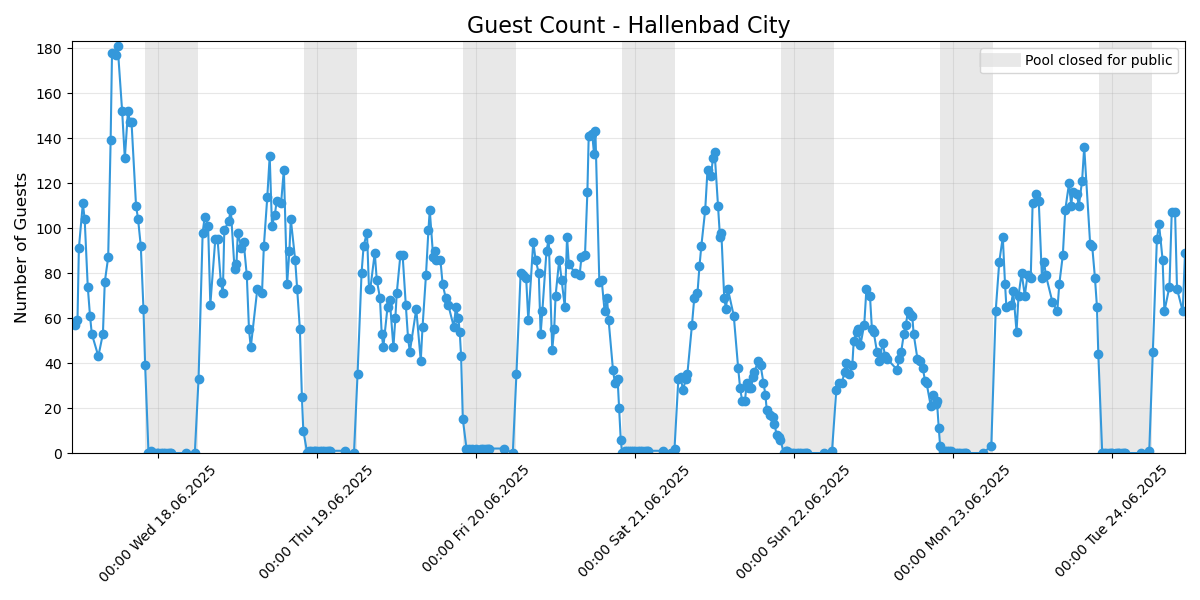 Guest Count - Hallenbad City
Pool closed for public
Number of Guests
180
160
140
120
100
80
60
40
20
0
00:00 Wed 18.06.2025
00:00 Thu 19.06.2025
00:00 Fri 20.06.2025
00:00 Sat 21.06.2025
00:00 Sun 22.06.2025
00:00 Mon 23.06.2025
00:00 Tue 24.06.2025